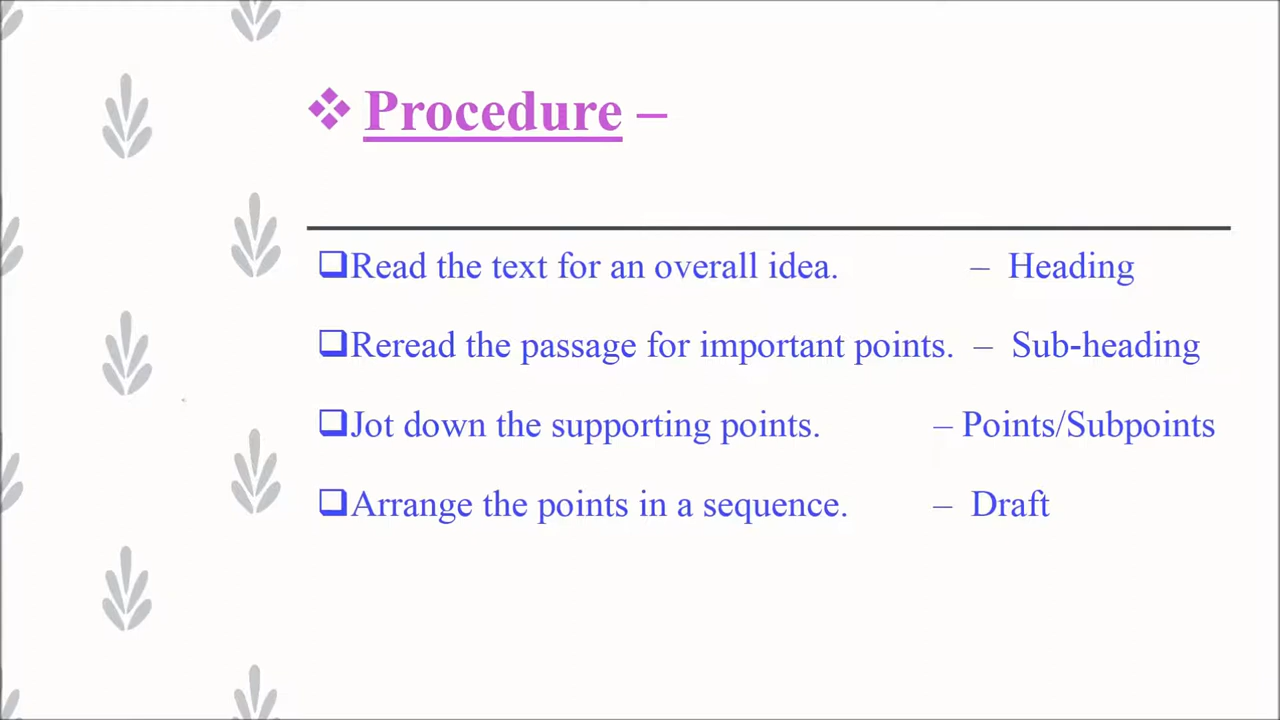 ❖ Procedure –
❑Read the text for an overall idea. – Heading
❑Reread the passage for important points. – Sub-heading
❑Jot down the supporting points. – Points/Subpoints
❑Arrange the points in a sequence. – Draft